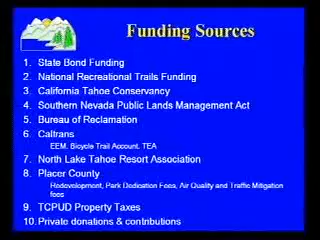 Funding Sources
1. State Bond Funding
2. National Recreational Trails Funding
3. California Tahoe Conservancy
4. Southern Nevada Public Lands Management Act
5. Bureau of Reclamation
6. Caltrans
EEM, Bicycle Trail Account, TEA
7. North Lake Tahoe Resort Association
8. Placer County
Redevelopment, Park Dedication Fees, Air Quality and Traffic Mitigation
fees
9. TCPUD Property Taxes
10. Private donations & contributions